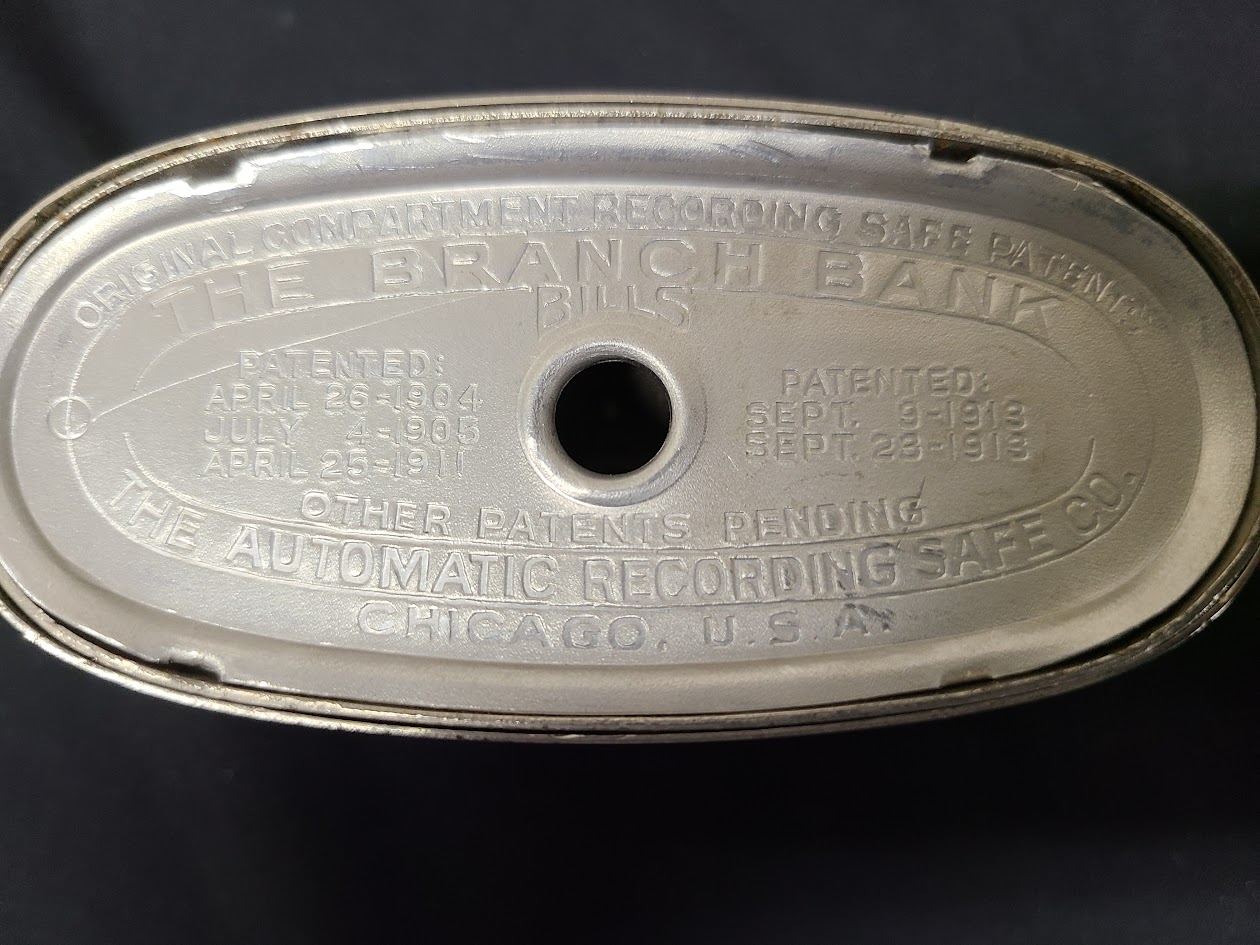 ORIGINAL COMPARTMENT RECORDING SAFE PATENTS
THE BRANCH BANK
BILLS
PATENTED:
APRIL 26-1904
JULY 4-1905
APRIL 25-1911
PATENTED:
SEPT. 9-1913
SEPT. 23-1913
OTHER PATENTS PENDING
THE AUTOMATIC RECORDING SAFE CO.
CHICAGO, U.S.A.